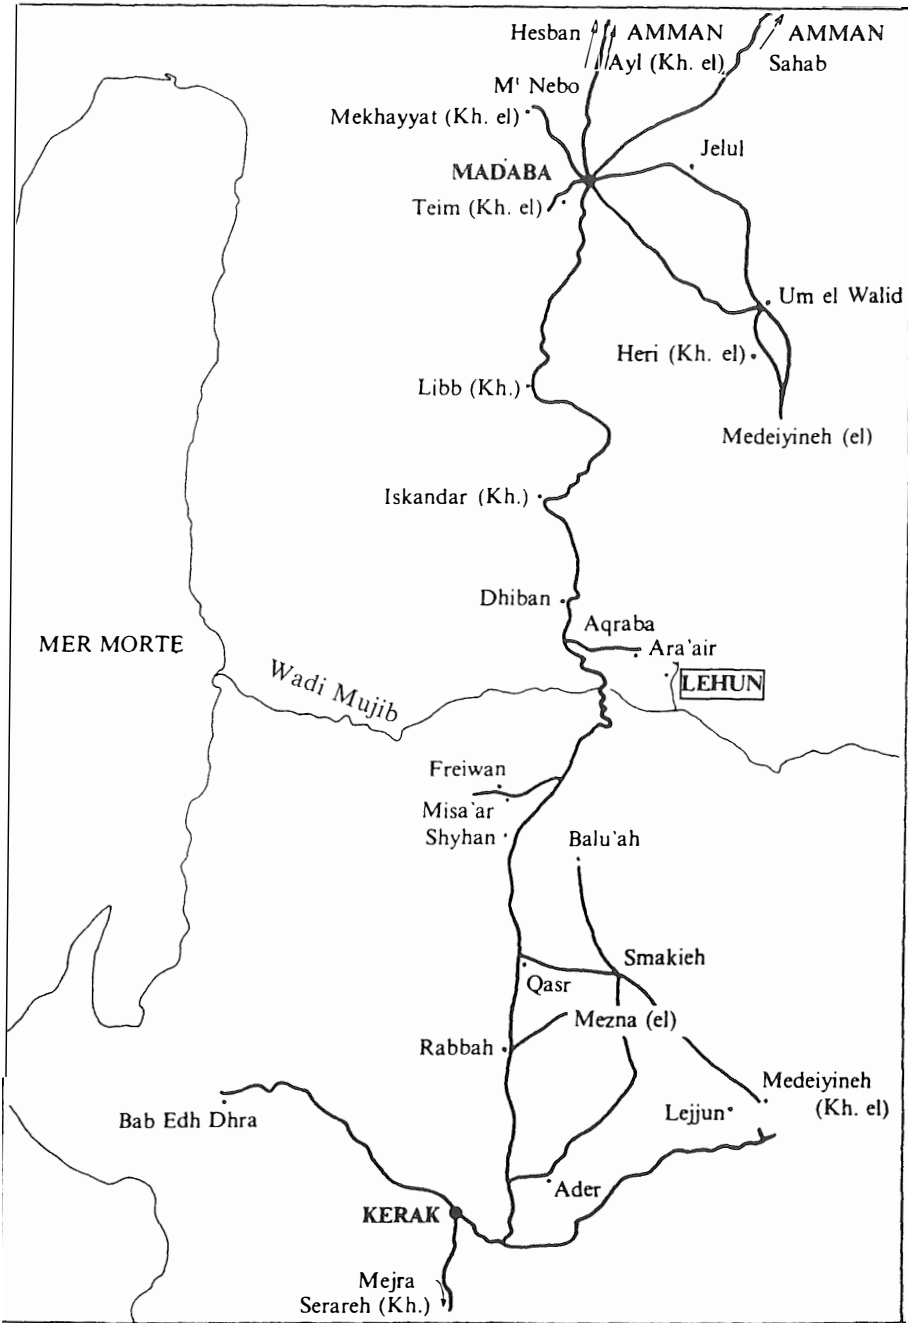 Hesban
AMMAN
AMMAN
Ayl (Kh. el)
Sahab
Mt Nebo
Mekhayyat (Kh. el)
Jelul
MADABA
Teim (Kh. el)
Um el Walid
Heri (Kh. el)
Libb (Kh.)
Medeiyineh (el)
Iskandar (Kh.)
Dhiban
Aqraba
MER MORTE
Ara'air
LEHUN
Wadi Mujib
Freiwan
Misa'ar
Shyhan
Balu'ah
Smakieh
Qasr
Mezna (el)
Rabbah
Medeiyineh
(Kh. el)
Lejjun
Bab Edh Dhra
Ader
KERAK
Mejra
Serareh (Kh.)